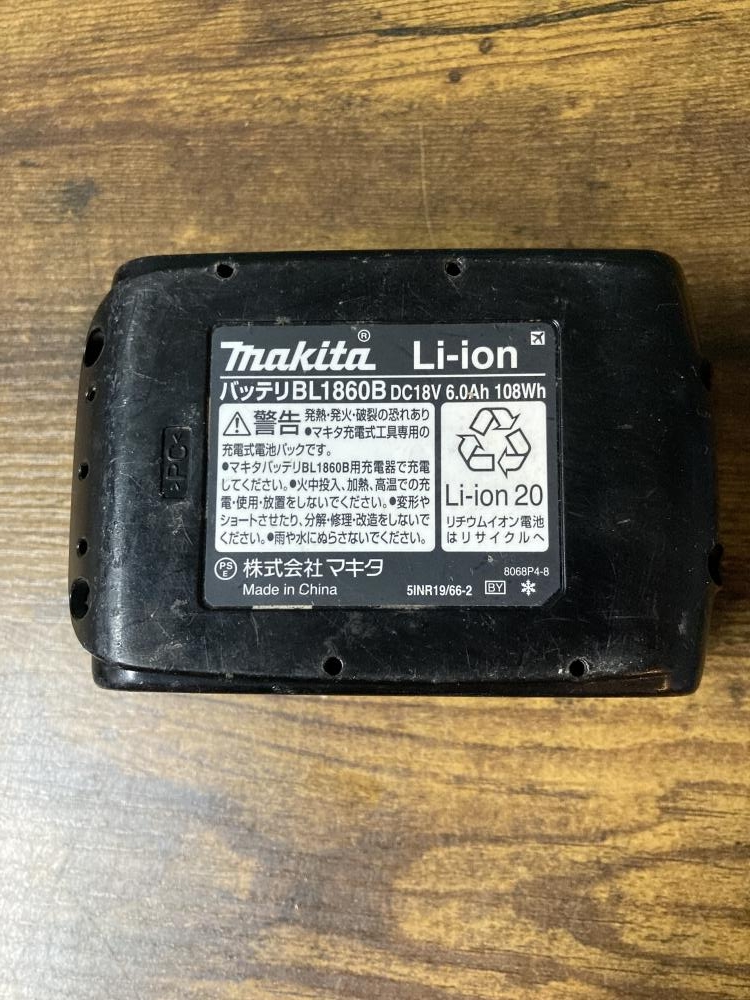 makita® Li-ion
バッテリBL1860B DC18V 6.0Ah 108Wh
警告 発熱・発火・破裂の恐れあり
●マキタ充電式工具専用の
充電式電池パックです。
●マキタバッテリBL1860B用充電器で充電
してください。●火中投入、加熱、高温での充
電・使用・放置をしないでください。●変形や
ショートさせたり、分解・修理・改造をしないで
ください。●雨や水にぬらさないでください。
Li-ion 20
リチウムイオン電池
はリサイクルへ
PSE 株式会社マキタ
8068P4-8
Made in China
5INR19/66-2 BY
>PC<